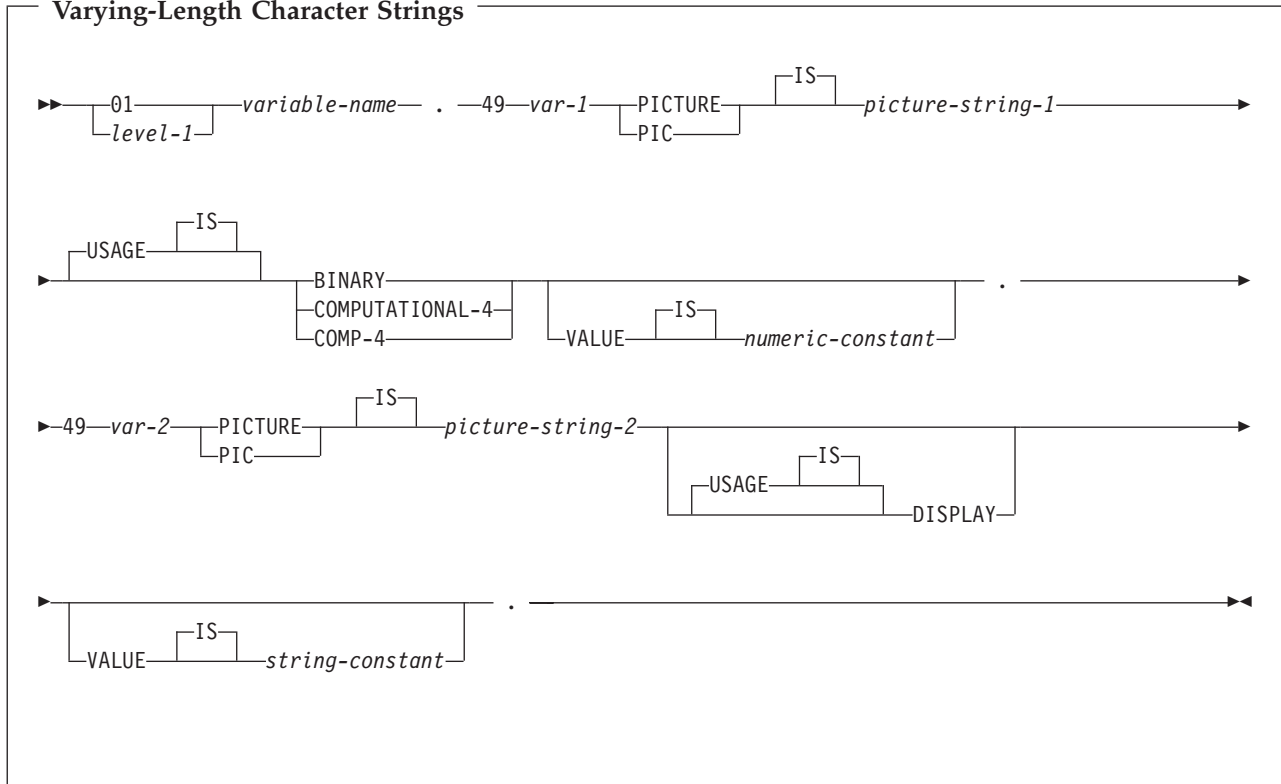 Varying-Length Character Strings
IS
01 variable-name . 49 var-1 PICTURE picture-string-1
level-1 PIC
IS
USAGE
BINARY .
COMPUTATIONAL-4 IS
COMP-4 VALUE numeric-constant
IS
49 var-2 PICTURE picture-string-2
PIC IS
USAGE
DISPLAY
.
IS
VALUE string-constant